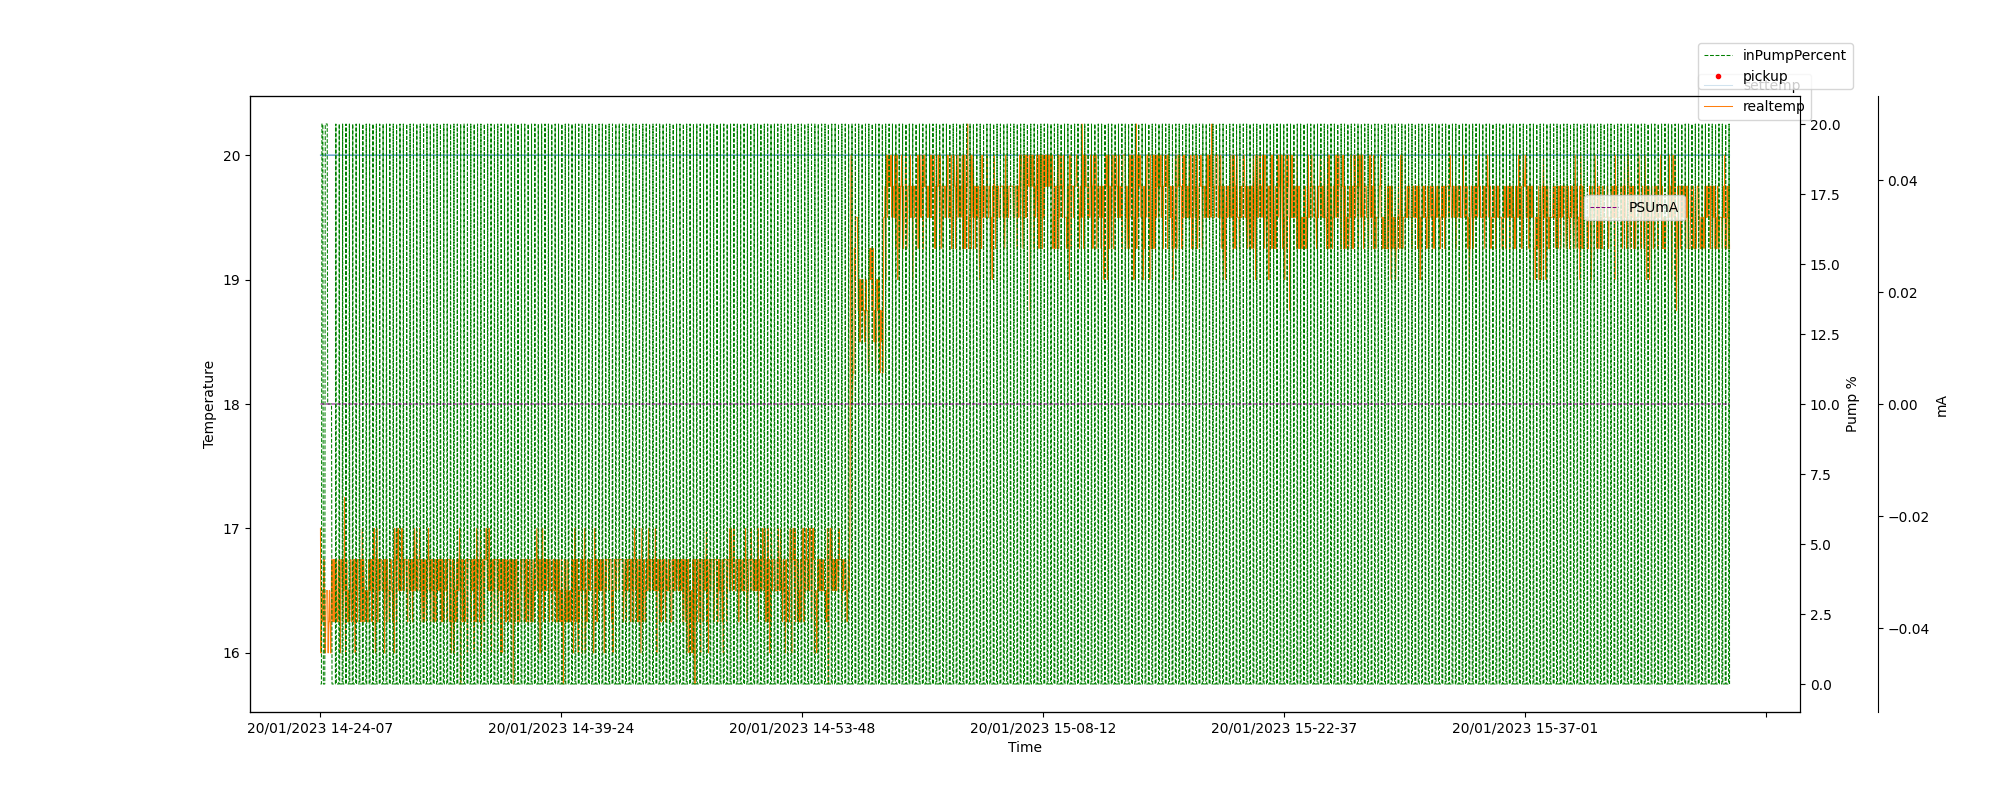 inPumpPercent
pickup
settemp
realtemp
20
19
18
17
16
Temperature
20.0
17.5
15.0
12.5
10.0
7.5
5.0
2.5
0.0
Pump %
0.04
0.02
0.00
−0.02
−0.04
mA
PSUmA
20/01/2023 14-24-07 20/01/2023 14-39-24 20/01/2023 14-53-48 20/01/2023 15-08-12 20/01/2023 15-22-37 20/01/2023 15-37-01
Time